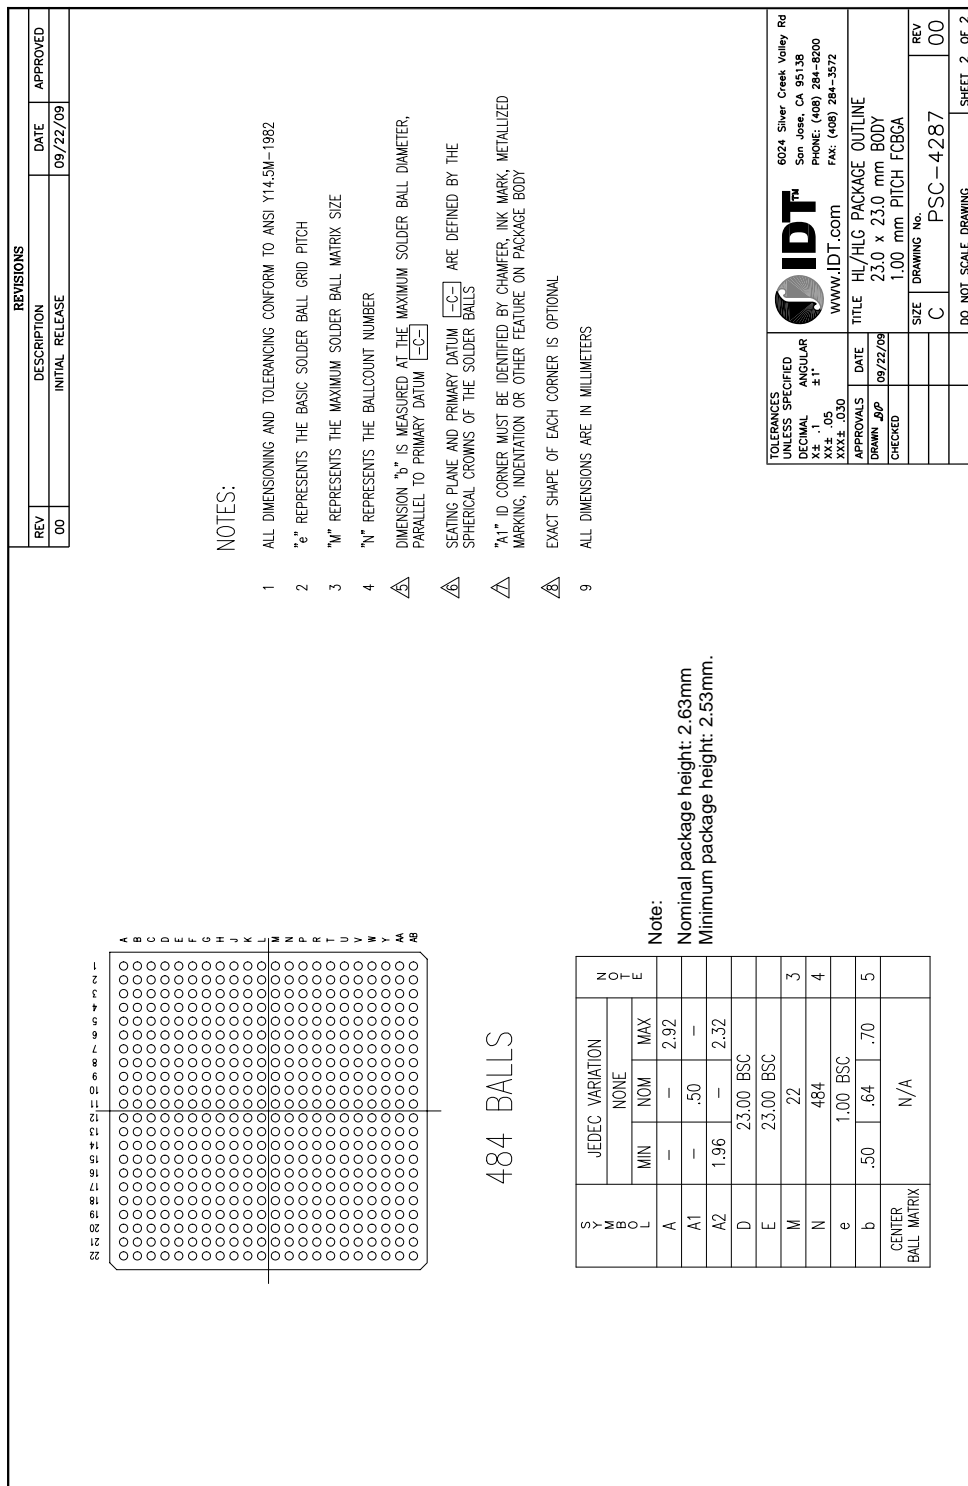 REVISIONS
REV DESCRIPTION DATE APPROVED
00 INITIAL RELEASE 09/22/09
NOTES:
1 ALL DIMENSIONING AND TOLERANCING CONFORM TO ANSI Y14.5M-1982
2 "e" REPRESENTS THE BASIC SOLDER BALL GRID PITCH
3 "M" REPRESENTS THE MAXIMUM SOLDER BALL MATRIX SIZE
4 "N" REPRESENTS THE BALLCOUNT NUMBER
5 DIMENSION "b" IS MEASURED AT THE MAXIMUM SOLDER BALL DIAMETER,
PARALLEL TO PRIMARY DATUM -C-
6 SEATING PLANE AND PRIMARY DATUM -C- ARE DEFINED BY THE
SPHERICAL CROWNS OF THE SOLDER BALLS
7 "A1" ID CORNER MUST BE IDENTIFIED BY CHAMFER, INK MARK, METALLIZED
MARKING, INDENTATION OR OTHER FEATURE ON PACKAGE BODY
8 EXACT SHAPE OF EACH CORNER IS OPTIONAL
9 ALL DIMENSIONS ARE IN MILLIMETERS
22 21 20 19 18 17 16 15 14 13 12 11 10 9 8 7 6 5 4 3 2 1
A
B
C
D
E
F
G
H
J
K
L
M
N
P
R
T
U
V
W
Y
AA
AB
484 BALLS
SYMBOL JEDEC VARIATION NOTE
NONE
MIN NOM MAX
A - - 2.92
A1 - .50 -
A2 1.96 - 2.32
D 23.00 BSC
E 23.00 BSC
M 22 3
N 484 4
e 1.00 BSC
b .50 .64 .70 5
CENTER
BALL MATRIX N/A
Note:
Nominal package height: 2.63mm
Minimum package height: 2.53mm.
TOLERANCES
UNLESS SPECIFIED
DECIMAL ANGULAR
X± .1 ±1°
XX± .05
XXX± .030
APPROVALS DATE
DRAWN 09/22/09
CHECKED
IDT TM
www.IDT.com
6024 Silver Creek Valley Rd
San Jose, CA 95138
PHONE: (408) 284-8200
FAX: (408) 284-3572
TITLE HL/HLG PACKAGE OUTLINE
23.0 x 23.0 mm BODY
1.00 mm PITCH FCBGA
SIZE DRAWING No. REV
C PSC-4287 00
DO NOT SCALE DRAWING SHEET 2 OF 2